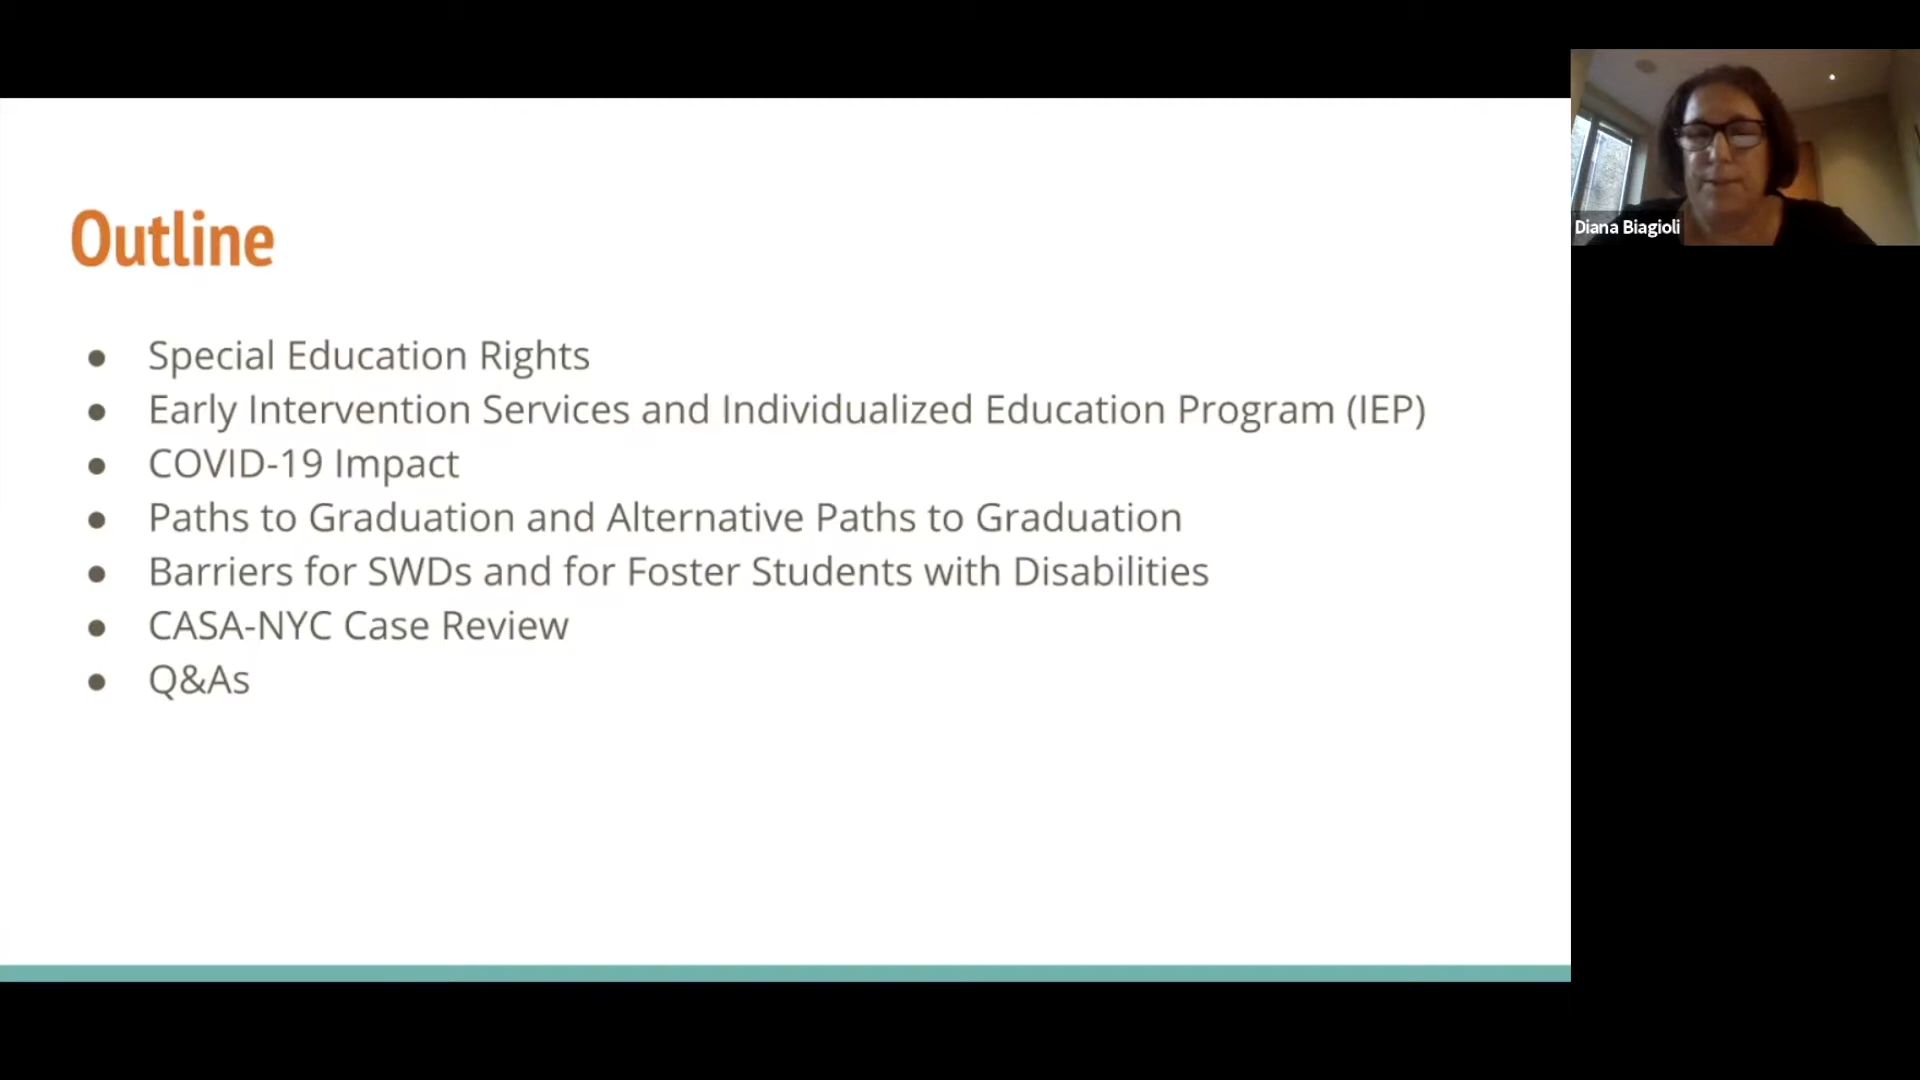 Outline
● Special Education Rights
● Early Intervention Services and Individualized Education Program (IEP)
● COVID-19 Impact
● Paths to Graduation and Alternative Paths to Graduation
● Barriers for SWDs and for Foster Students with Disabilities
● CASA-NYC Case Review
● Q&As
Diana Biagioli